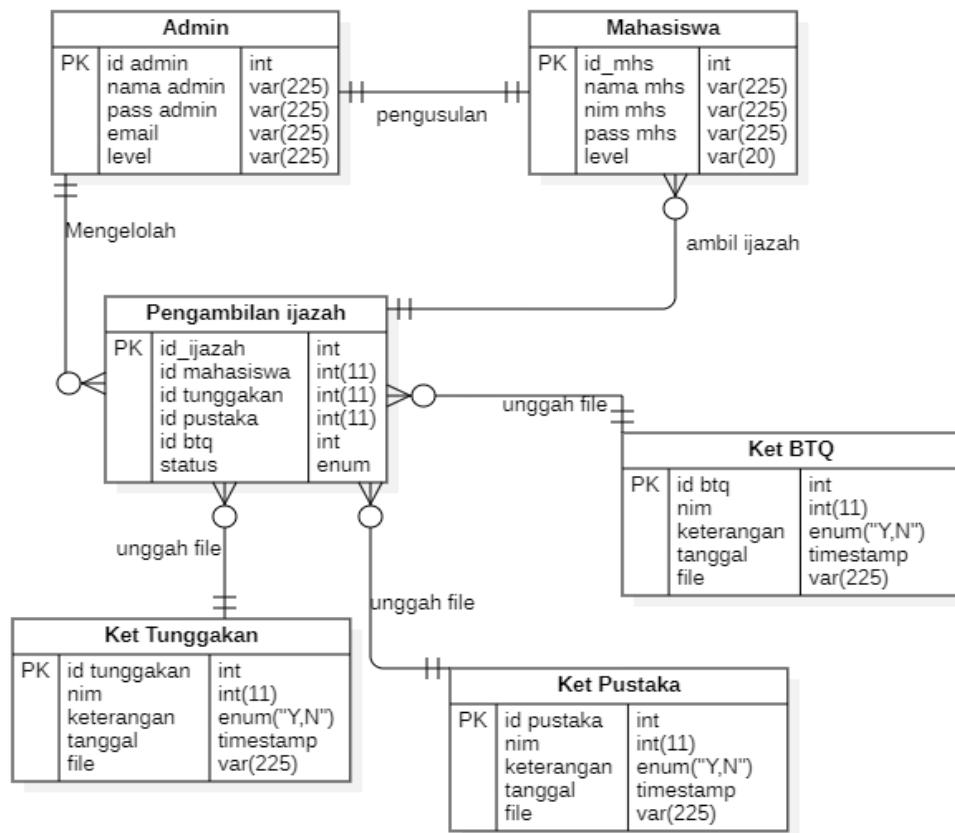 Admin
PK id admin int
nama admin var(225)
pass admin var(225)
email var(225)
level var(225)
pengusulan
Mahasiswa
PK id_mhs int
nama mhs var(225)
nim mhs var(225)
pass mhs var(225)
level var(20)
Mengelolah
ambil ijazah
Pengambilan ijazah
PK id_ijazah int
id mahasiswa int(11)
id tunggakan int(11)
id pustaka int(11)
id btq int
status enum
unggah file
Ket BTQ
PK id btq int
nim int(11)
keterangan enum("Y,N")
tanggal timestamp
file var(225)
unggah file
unggah file
Ket Tunggakan
PK id tunggakan int
nim int(11)
keterangan enum("Y,N")
tanggal timestamp
file var(225)
Ket Pustaka
PK id pustaka int
nim int(11)
keterangan enum("Y,N")
tanggal timestamp
file var(225)